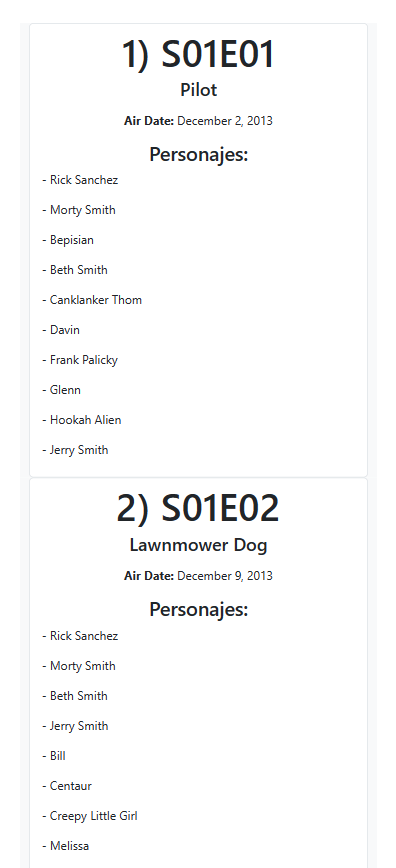 1) S01E01
Pilot
Air Date: December 2, 2013
Personajes:
- Rick Sanchez
- Morty Smith
- Bepisian
- Beth Smith
- Canklanker Thom
- Davin
- Frank Palicky
- Glenn
- Hookah Alien
- Jerry Smith
2) S01E02
Lawnmower Dog
Air Date: December 9, 2013
Personajes:
- Rick Sanchez
- Morty Smith
- Beth Smith
- Jerry Smith
- Bill
- Centaur
- Creepy Little Girl
- Melissa